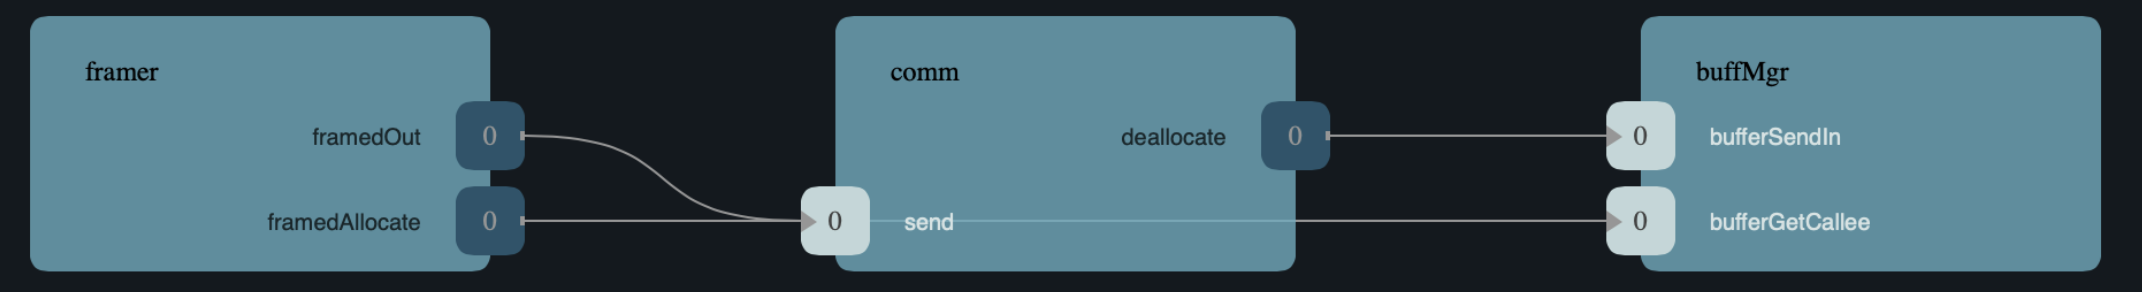 framer
framedOut 0
framedAllocate 0
comm
deallocate 0
0 send
buffMgr
0 bufferSendIn
0 bufferGetCallee